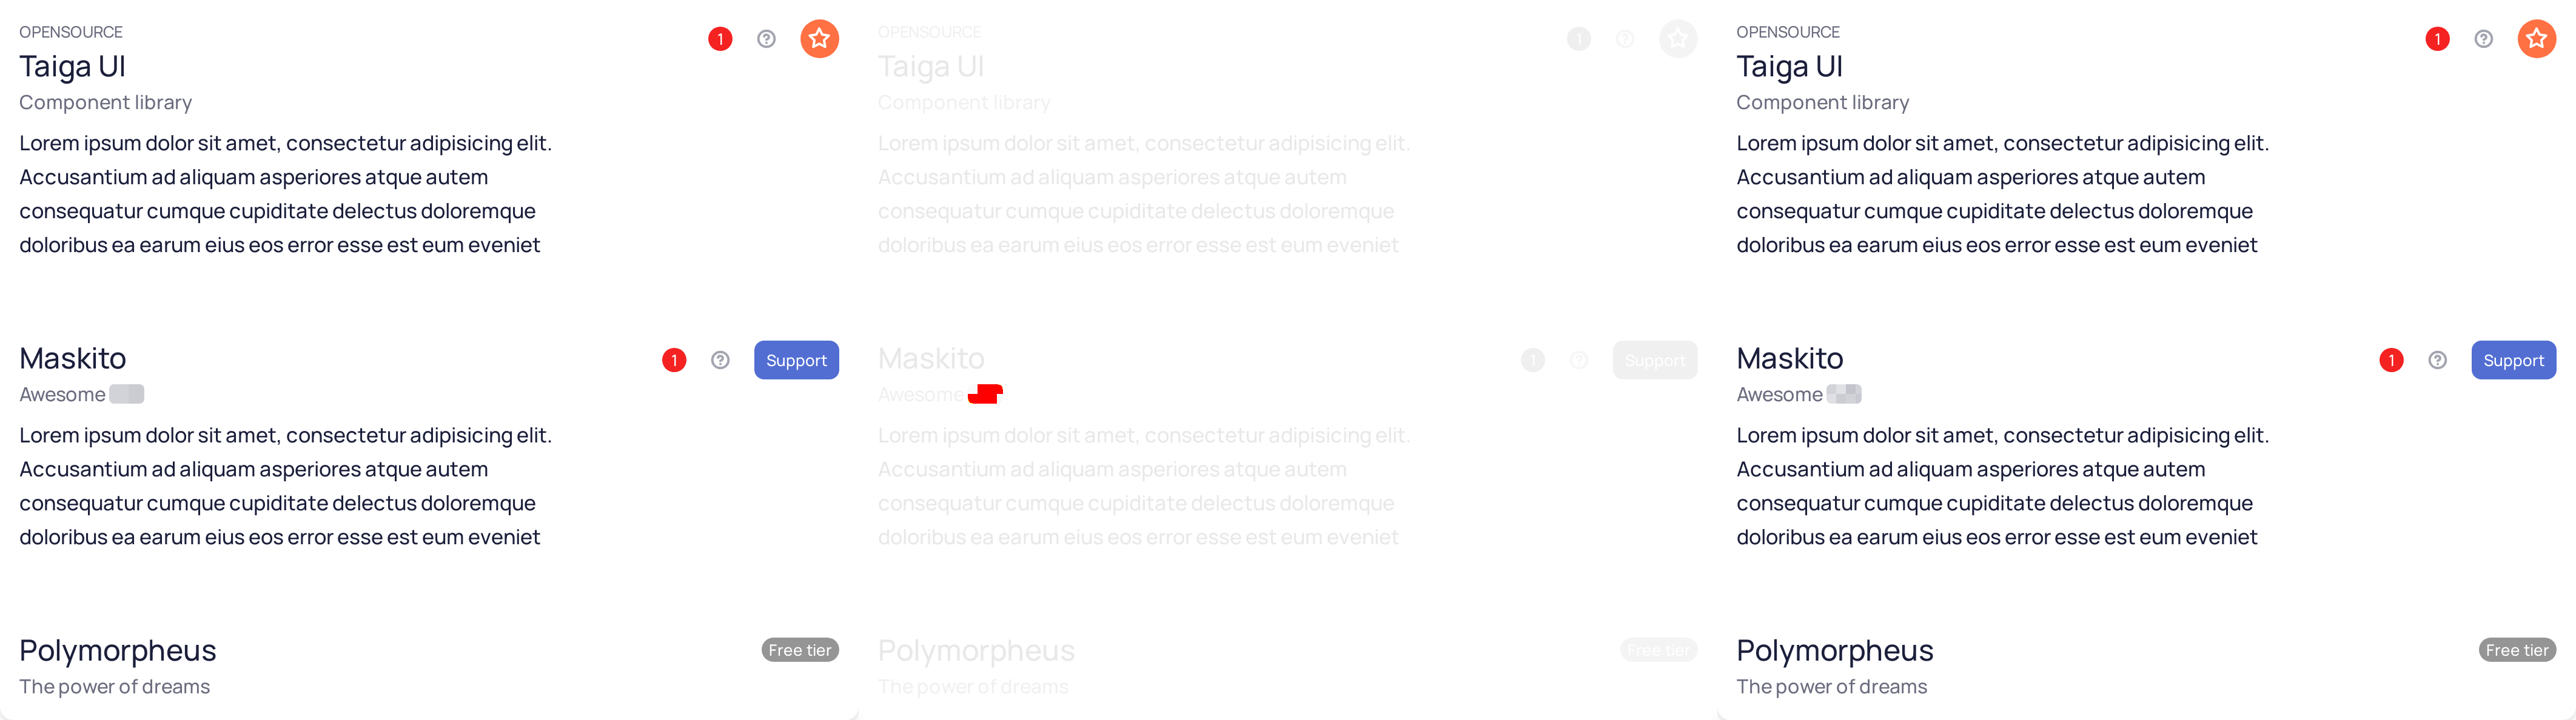 OPENSOURCE
Taiga UI
Component library
1
Lorem ipsum dolor sit amet, consectetur adipisicing elit.
Accusantium ad aliquam asperiores atque autem
consequatur cumque cupiditate delectus doloremque
doloribus ea earum eius eos error esse est eum eveniet
Maskito
Awesome
1
Support
Lorem ipsum dolor sit amet, consectetur adipisicing elit.
Accusantium ad aliquam asperiores atque autem
consequatur cumque cupiditate delectus doloremque
doloribus ea earum eius eos error esse est eum eveniet
Polymorpheus
The power of dreams
Free tier
OPENSOURCE
Taiga UI
Component library
1
Lorem ipsum dolor sit amet, consectetur adipisicing elit.
Accusantium ad aliquam asperiores atque autem
consequatur cumque cupiditate delectus doloremque
doloribus ea earum eius eos error esse est eum eveniet
Maskito
Awesome
1
Support
Lorem ipsum dolor sit amet, consectetur adipisicing elit.
Accusantium ad aliquam asperiores atque autem
consequatur cumque cupiditate delectus doloremque
doloribus ea earum eius eos error esse est eum eveniet
Polymorpheus
The power of dreams
Free tier
OPENSOURCE
Taiga UI
Component library
1
Lorem ipsum dolor sit amet, consectetur adipisicing elit.
Accusantium ad aliquam asperiores atque autem
consequatur cumque cupiditate delectus doloremque
doloribus ea earum eius eos error esse est eum eveniet
Maskito
Awesome
1
Support
Lorem ipsum dolor sit amet, consectetur adipisicing elit.
Accusantium ad aliquam asperiores atque autem
consequatur cumque cupiditate delectus doloremque
doloribus ea earum eius eos error esse est eum eveniet
Polymorpheus
The power of dreams
Free tier